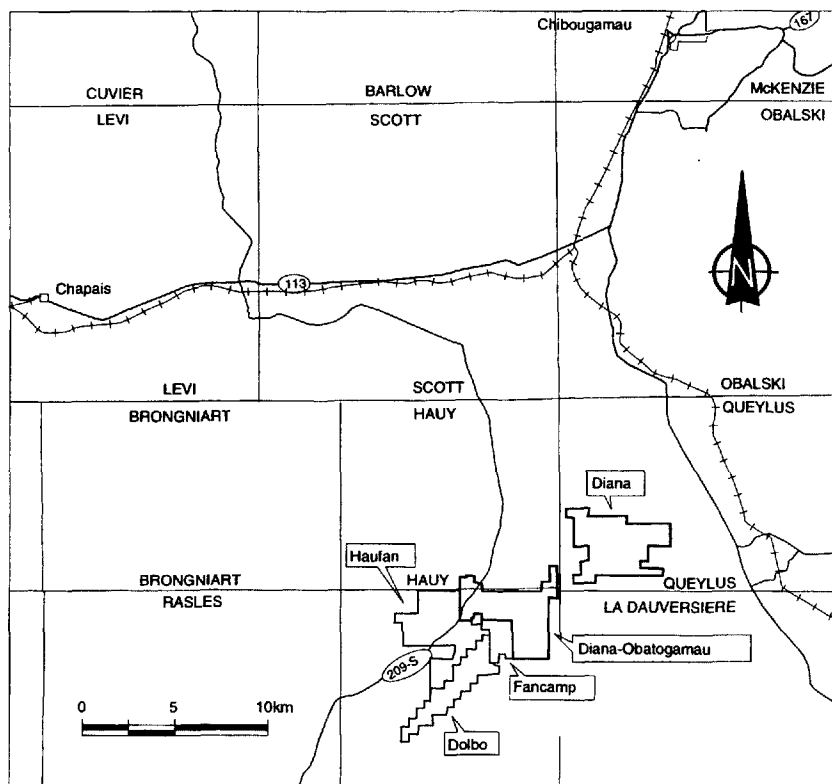 Chibougamau
167
CUVIER
BARLOW
McKENZIE
LEVI
SCOTT
OBALSKI
N
113
Chapais
LEVI
SCOTT
OBALSKI
BRONGNIART
HAUY
QUEYLUS
Diana
Haufan
BRONGNIART
HAUY
QUEYLUS
RASLES
LA DAUVERSIERE
Diana-Obatogamau
209-S
Fancamp
0 5 10km
Dolbo